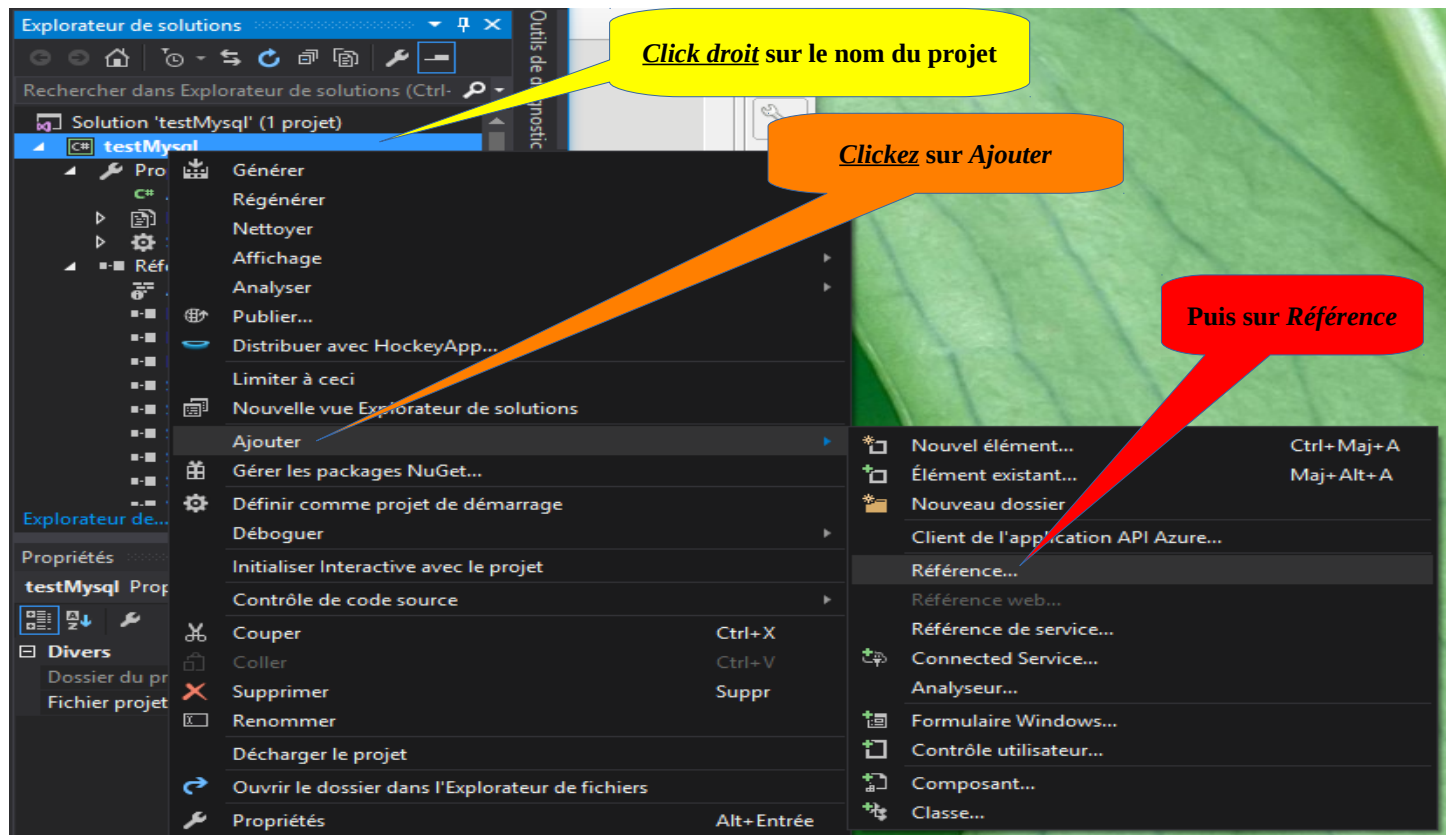 Explorateur de solutions
Outils de diagnostic
Click droit sur le nom du projet
Rechercher dans Explorateur de solutions (Ctrl-
Solution 'testMysql' (1 projet)
testMysql
Clickez sur Ajouter
Pro
C#
Réfé
Générer
Régénérer
Nettoyer
Affichage
Analyser
Publier...
Distribuer avec HockeyApp...
Limiter à ceci
Nouvelle vue Explorateur de solutions
Ajouter
Gérer les packages NuGet...
Définir comme projet de démarrage
Déboguer
Initialiser Interactive avec le projet
Contrôle de code source
Couper Ctrl+X
Coller Ctrl+V
Supprimer Suppr
Renommer
Décharger le projet
Ouvrir le dossier dans l'Explorateur de fichiers
Propriétés Alt+Entrée
Puis sur Référence
Nouvel élément... Ctrl+Maj+A
Élément existant... Maj+Alt+A
Nouveau dossier
Client de l'application API Azure...
Référence...
Référence web...
Référence de service...
Connected Service...
Analyseur...
Formulaire Windows...
Contrôle utilisateur...
Composant...
Classe...
Explorateur de...
Propriétés
testMysql Prop
Divers
Dossier du pr
Fichier projet